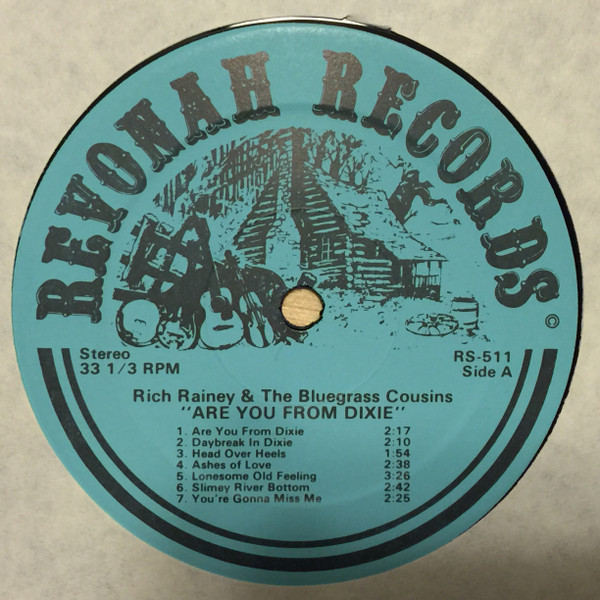 REVONAH RECORDS
©
Stereo
33 1/3 RPM
RS-511
Side A
Rich Rainey & The Bluegrass Cousins
"ARE YOU FROM DIXIE"
1. Are You From Dixie 2:17
2. Daybreak In Dixie 2:10
3. Head Over Heels 1:54
4. Ashes of Love 2:38
5. Lonesome Old Feeling 3:26
6. Slimey River Bottom 2:42
7. You're Gonna Miss Me 2:25